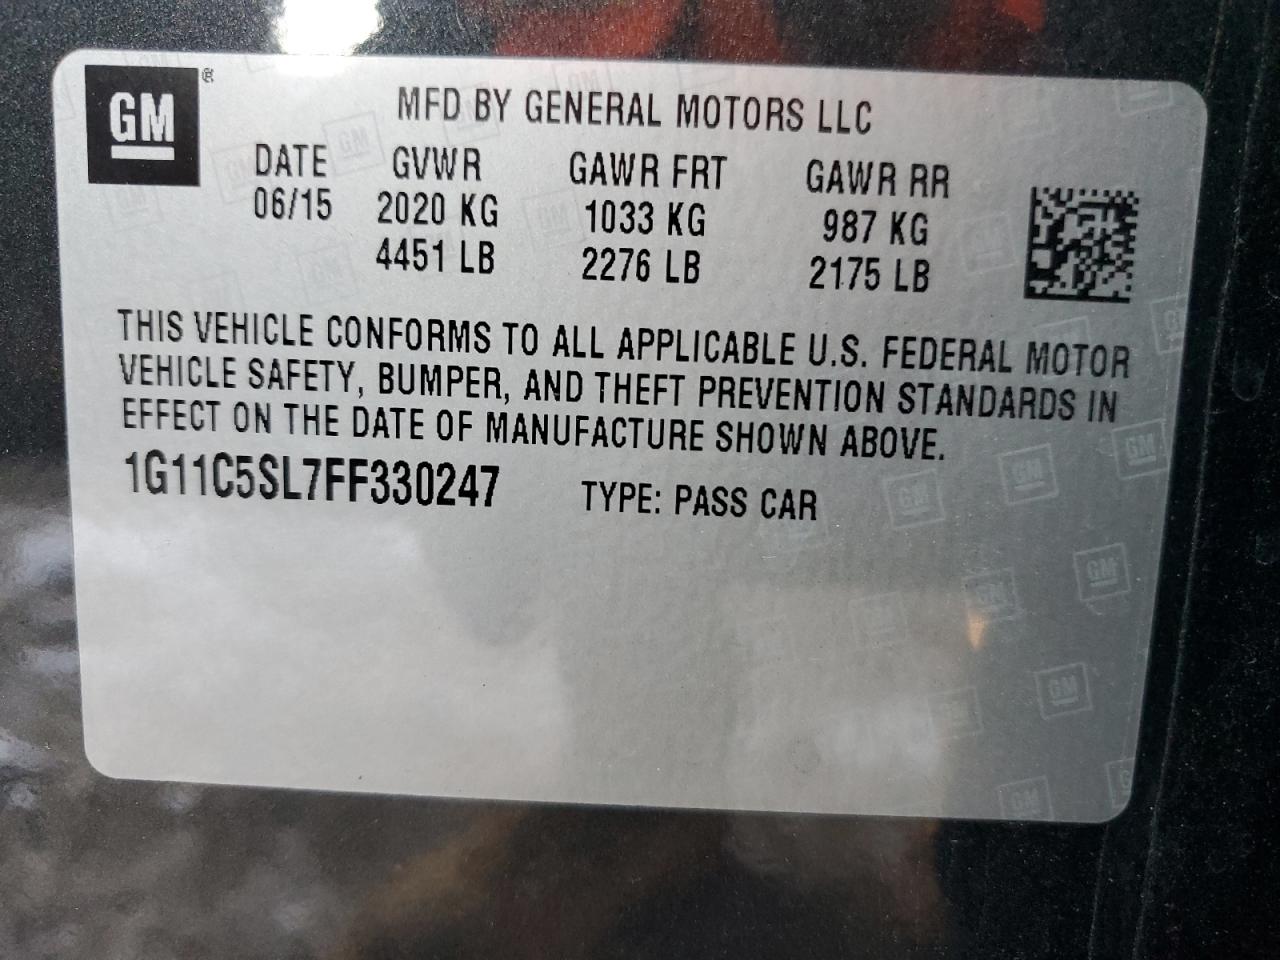 GM®
MFD BY GENERAL MOTORS LLC
DATE GVWR GAWR FRT GAWR RR
06/15 2020 KG 1033 KG 987 KG
4451 LB 2276 LB 2175 LB
THIS VEHICLE CONFORMS TO ALL APPLICABLE U.S. FEDERAL MOTOR
VEHICLE SAFETY, BUMPER, AND THEFT PREVENTION STANDARDS IN
EFFECT ON THE DATE OF MANUFACTURE SHOWN ABOVE.
1G11C5SL7FF330247 TYPE: PASS CAR